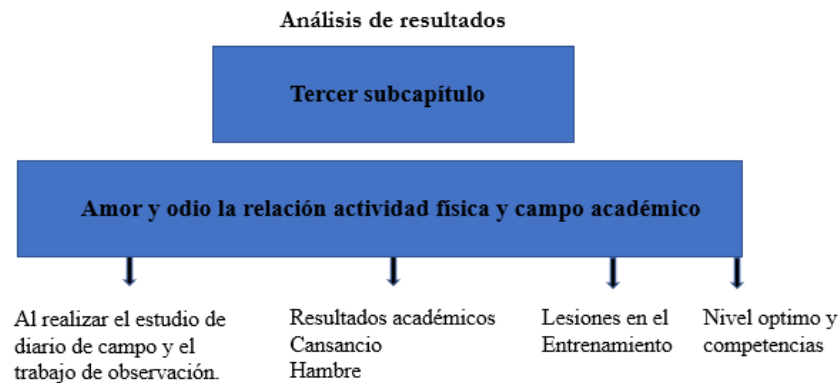 Análisis de resultados
Tercer subcapítulo
Amor y odio la relación actividad física y campo académico
Al realizar el estudio de
diario de campo y el
trabajo de observación.
Resultados académicos
Cansancio
Hambre
Lesiones en el
Entrenamiento
Nivel optimo y
competencias